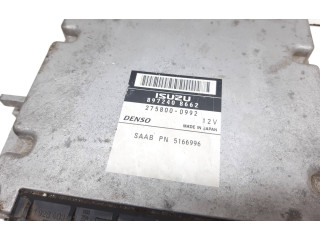 ISUZU
897240 8662
275800-0992
DENSO
12V
MADE IN JAPAN
SAAB PN 5166996